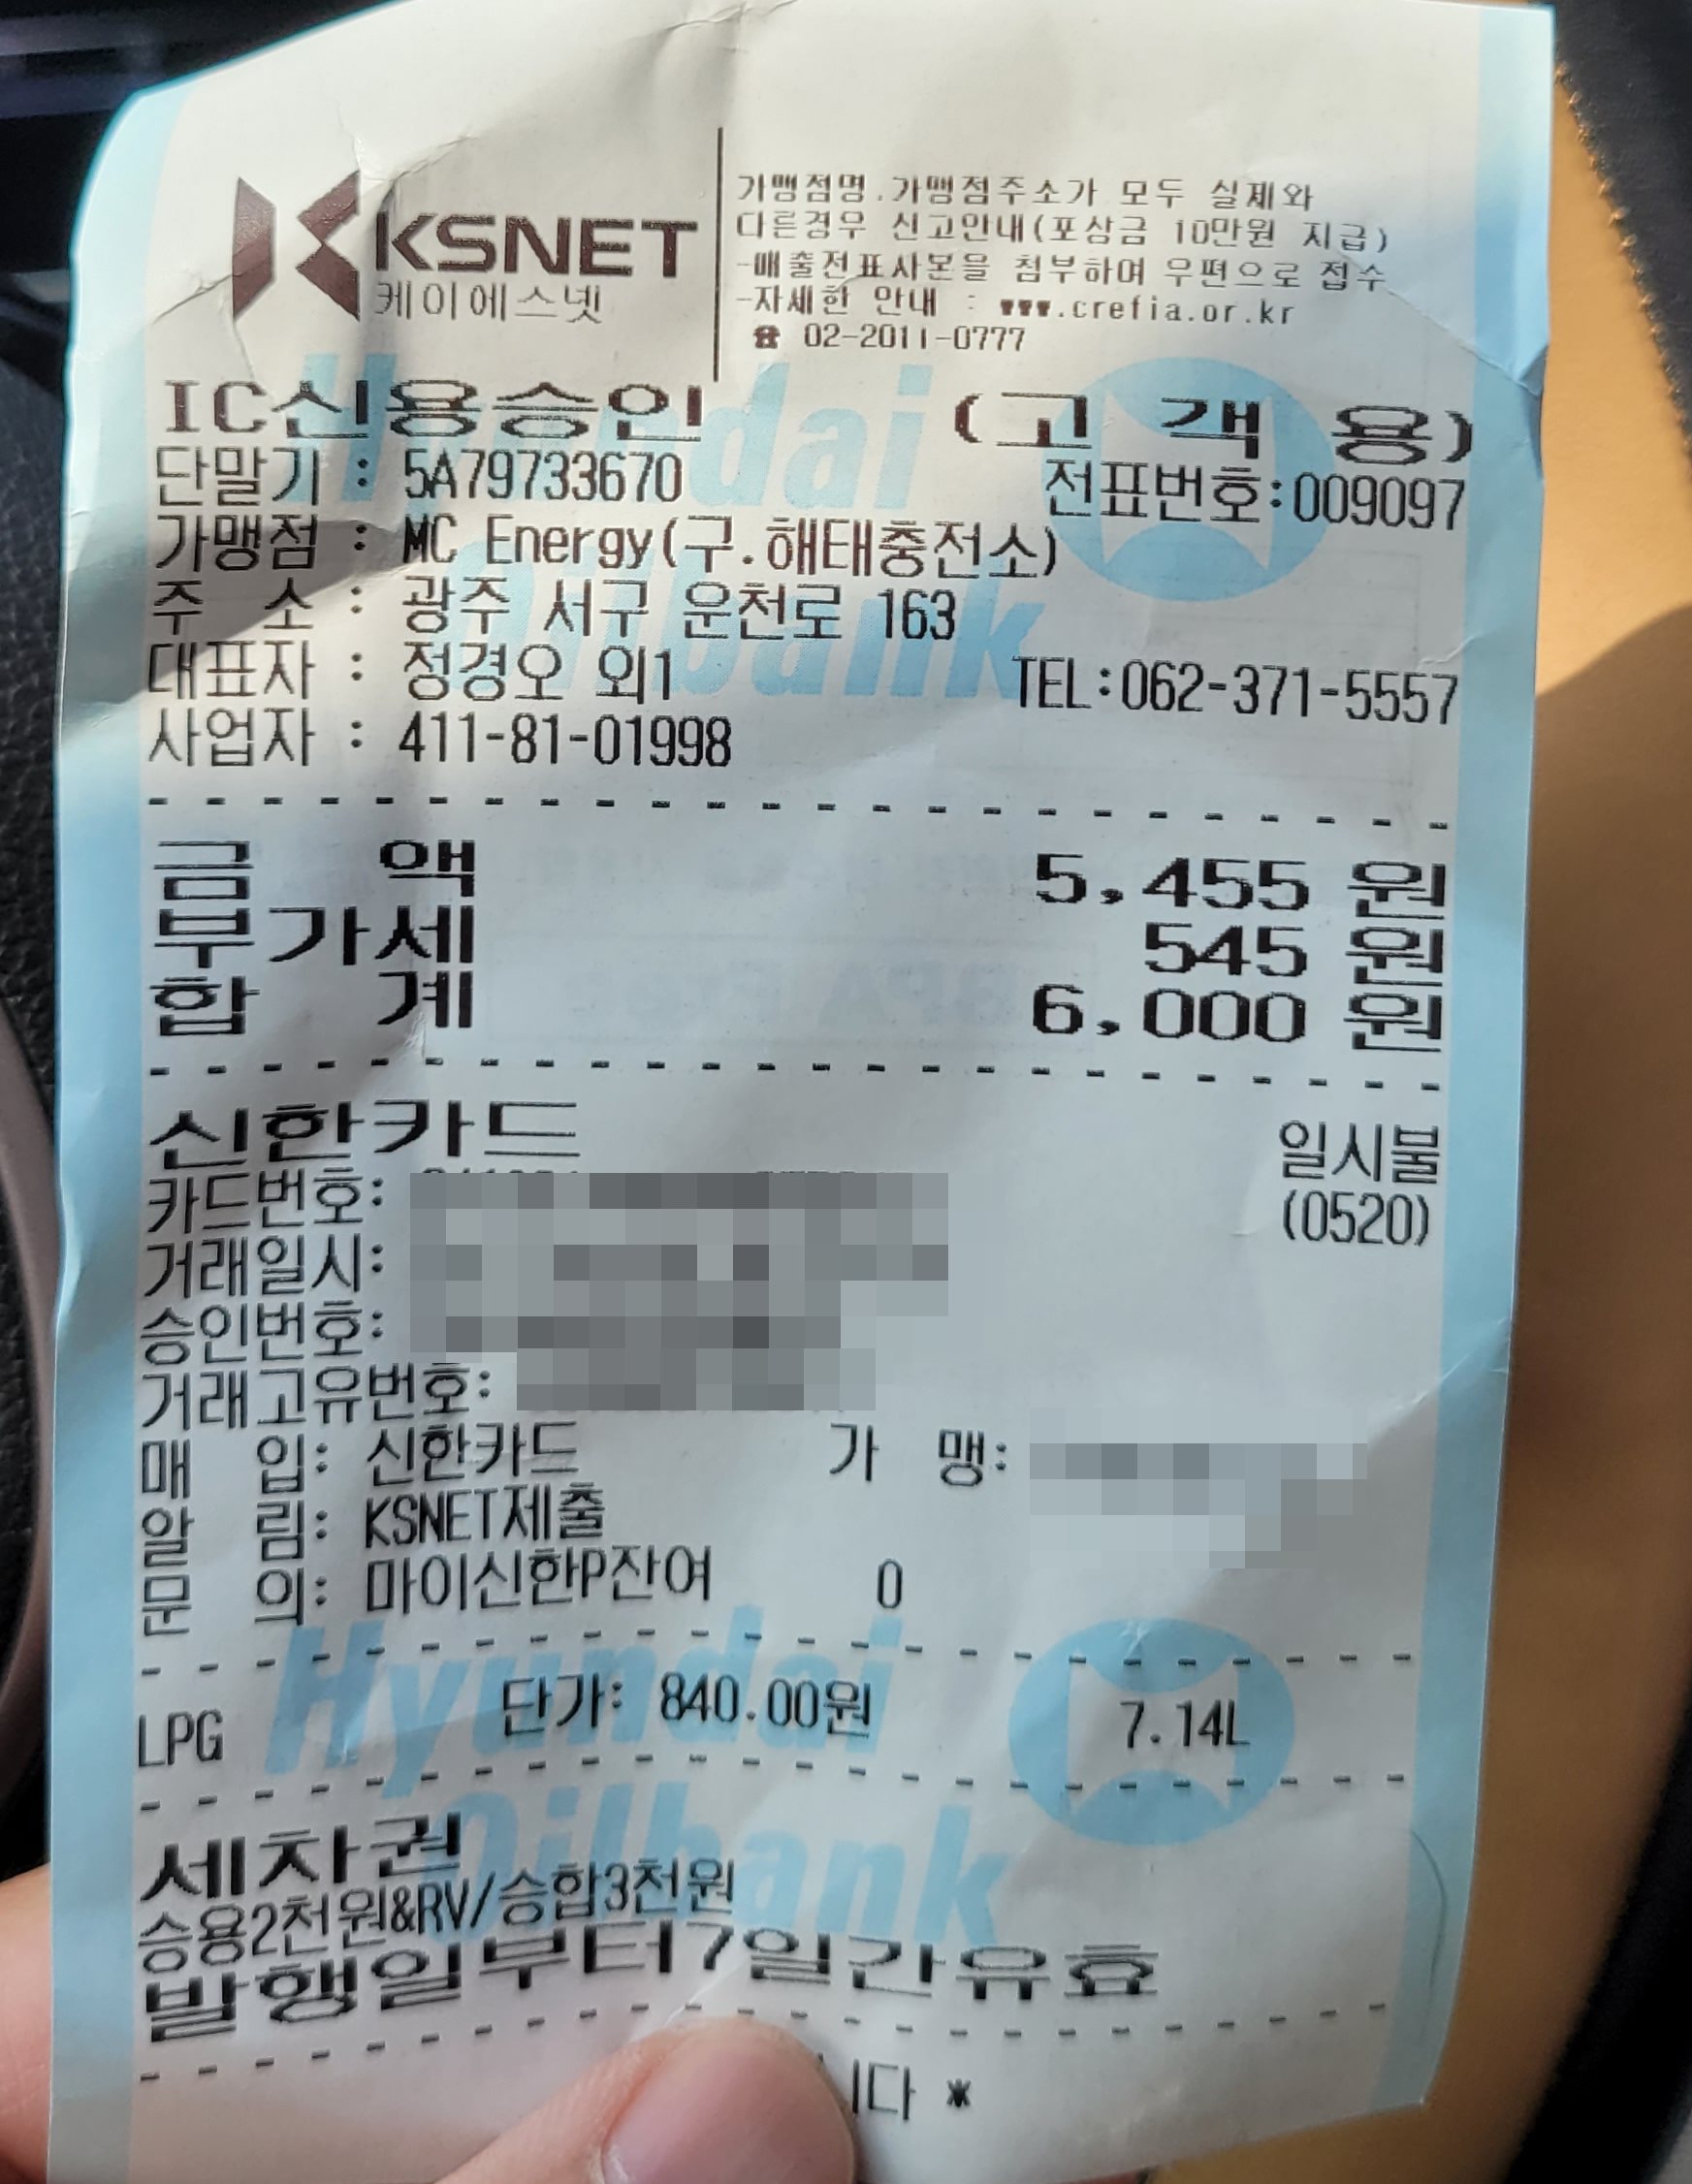 KSNET
케이에스넷
가맹점명.가맹점주소가 모두 실제와
다른경우 신고안내(포상금 10만원 지급)
-매출전표사본을 첨부하여 우편으로 접수
-자세한 안내 : www.crefia.or.kr
☎ 02-2011-0777
IC신용승인 (고 객 용)
단말기 : 5A79733670 전표번호:009097
가맹점 : MC Energy(구.해태충전소)
주 소 : 광주 서구 운천로 163
대표자 : 정경오 외1 TEL:062-371-5557
사업자 : 411-81-01998
금 액 5,455 원
부가세 545 원
합 계 6,000 원
신한카드 일시불
카드번호: (0520)
거래일시:
승인번호:
거래고유번호:
매 입: 신한카드 가 맹:
알 림: KSNET제출
문 의: 마이신한P잔여 0
LPG 단가: 840.00원 7.14L
세차권
승용2천원&RV/승합3천원
발행일부터7일간유효
니다 *
Hyundai
Oilbank
Hyundai
Oilbank